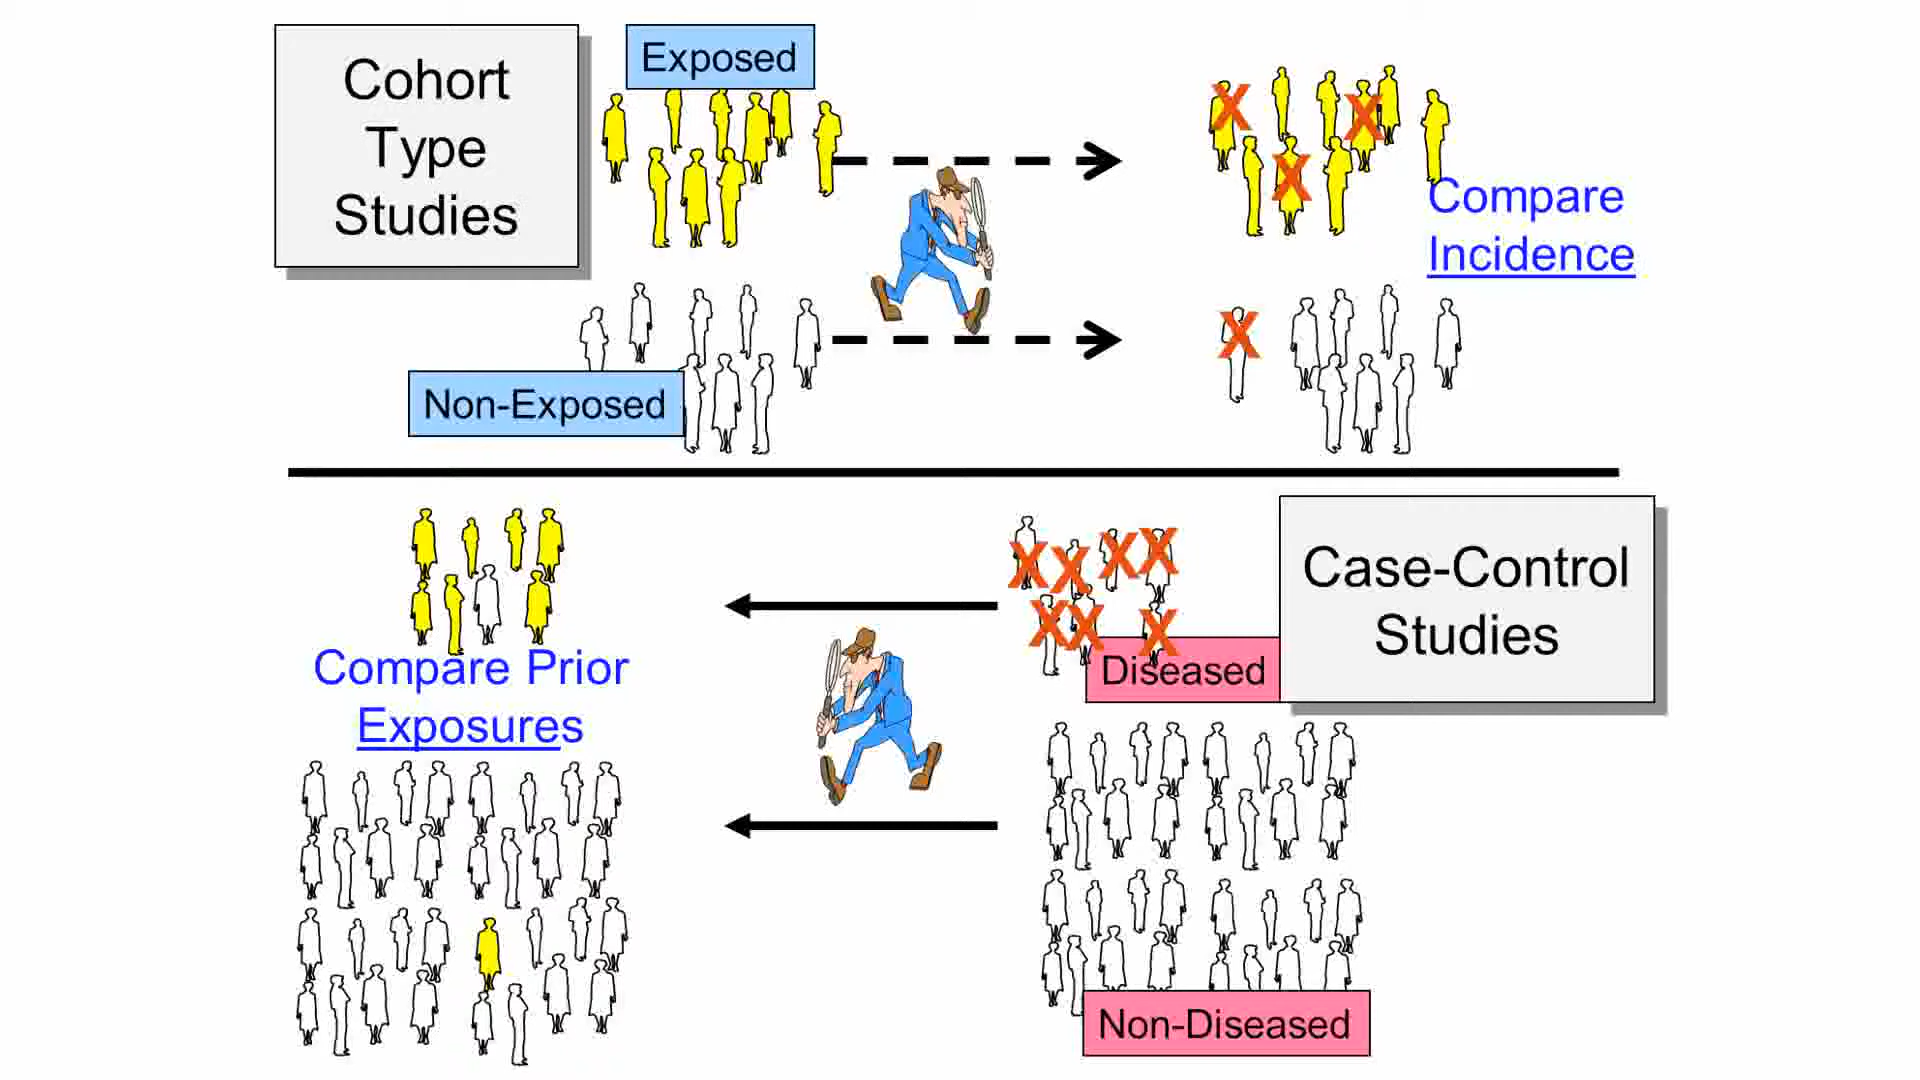 Cohort
Type
Studies
Exposed
Compare
Incidence
Non-Exposed
Case-Control
Studies
Diseased
Compare Prior
Exposures
Non-Diseased